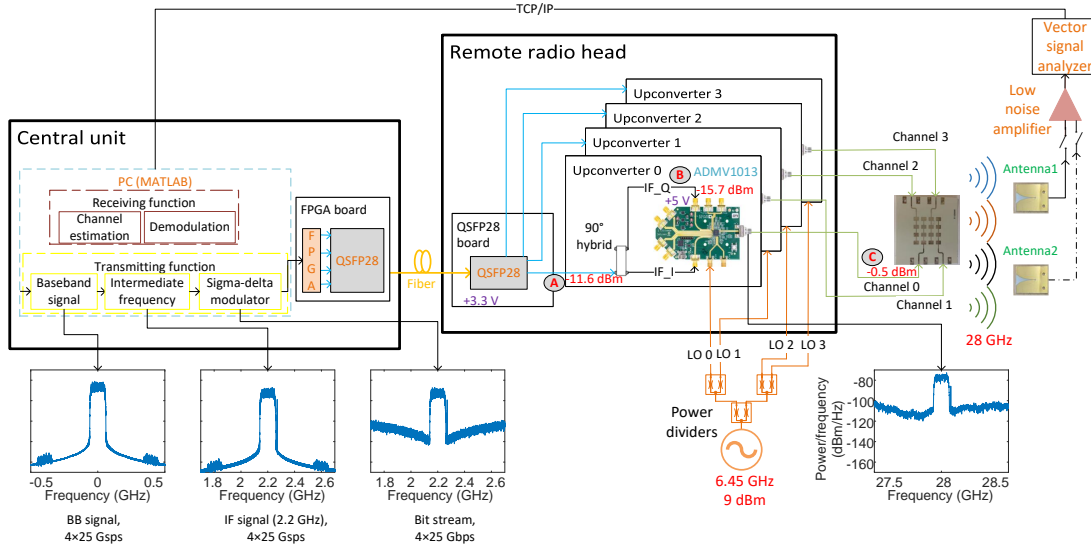 TCP/IP
Vector
signal
analyzer
Remote radio head
Low
noise
amplifier
Upconverter 3
Upconverter 2
Upconverter 1
Upconverter 0
Channel 3
Channel 2
Central unit
PC (MATLAB)
Receiving function
Channel
estimation
Demodulation
Transmitting function
Baseband
signal
Intermediate
frequency
Sigma-delta
modulator
FPGA board
F
P
G
A
QSFP28
Fiber
QSFP28
board
QSFP28
+3.3 V
A
-11.6 dBm
90°
hybrid
IF_Q
IF_I
B
ADMV1013
-15.7 dBm
+5 V
C
-0.5 dBm
Channel 0
Channel 1
Antenna1
Antenna2
28 GHz
LO 0
LO 1
LO 2
LO 3
Power
dividers
6.45 GHz
9 dBm
-0.5 0 0.5
Frequency (GHz)
BB signal,
4×25 Gsps
1.8 2 2.2 2.4 2.6
Frequency (GHz)
IF signal (2.2 GHz),
4×25 Gsps
1.8 2 2.2 2.4 2.6
Frequency (GHz)
Bit stream,
4×25 Gbps
Power/frequency
(dBm/Hz)
-80
-100
-120
-140
-160
27.5 28 28.5
Frequency (GHz)